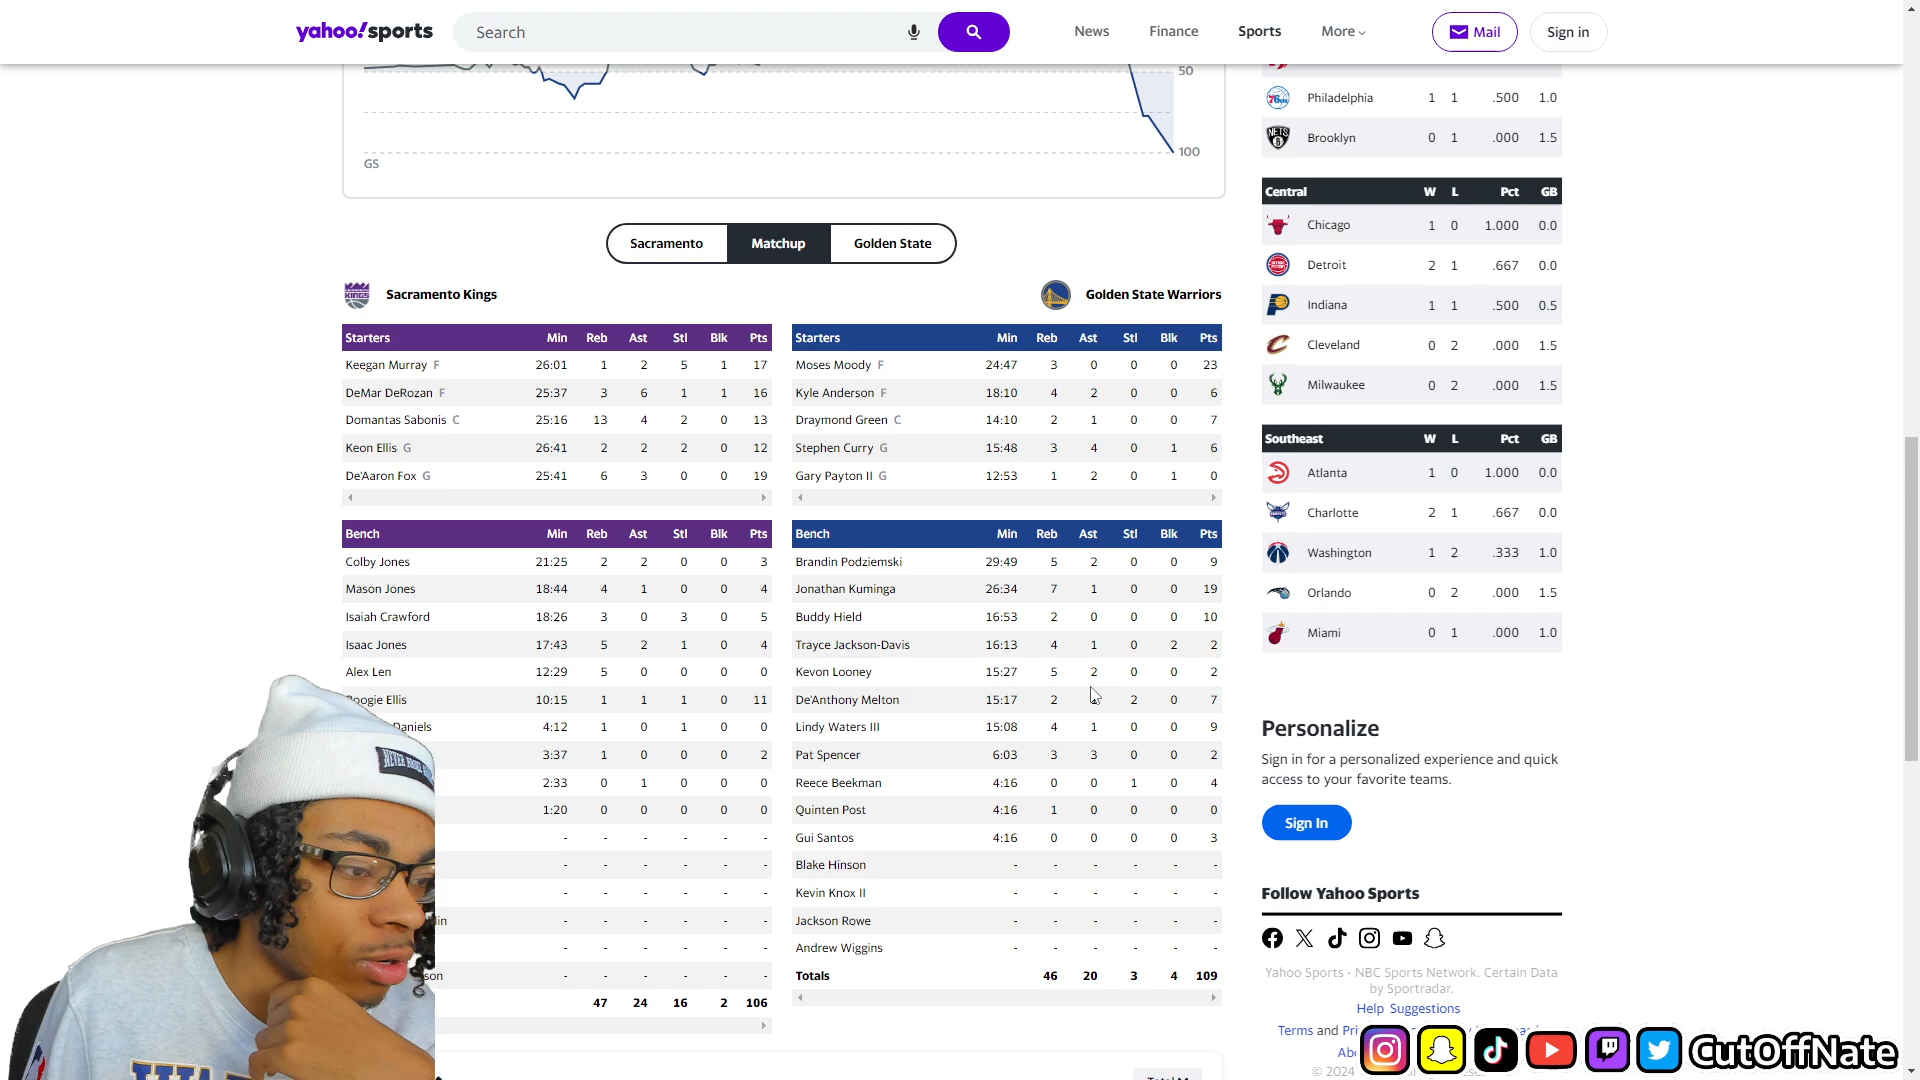 yahoo!sports Search News Finance Sports More Mail Sign in
50
100
GS
Sacramento Matchup Golden State
Sacramento Kings
Starters Min Reb Ast Stl Blk Pts
Keegan Murray F 26:01 1 2 5 1 17
DeMar DeRozan F 25:37 3 6 1 1 16
Domantas Sabonis C 25:16 13 4 2 0 13
Keon Ellis G 26:41 2 2 2 0 12
De'Aaron Fox G 25:41 6 3 0 0 19
Bench Min Reb Ast Stl Blk Pts
Colby Jones 21:25 2 2 0 0 3
Mason Jones 18:44 4 1 0 0 4
Isaiah Crawford 18:26 3 0 3 0 5
Isaac Jones 17:43 5 2 1 0 4
Alex Len 12:29 5 0 0 0 0
Boogie Ellis 10:15 1 1 1 0 11
Daniels 4:12 1 0 1 0 0
3:37 1 0 0 0 2
2:33 0 1 0 0 0
1:20 0 0 0 0 0
- - - - - -
- - - - - -
- - - - - -
lin - - - - - -
- - - - - -
son - - - - - -
47 24 16 2 106
Golden State Warriors
Starters Min Reb Ast Stl Blk Pts
Moses Moody F 24:47 3 0 0 0 23
Kyle Anderson F 18:10 4 2 0 0 6
Draymond Green C 14:10 2 1 0 0 7
Stephen Curry G 15:48 3 4 0 1 6
Gary Payton II G 12:53 1 2 0 1 0
Bench Min Reb Ast Stl Blk Pts
Brandin Podziemski 29:49 5 2 0 0 9
Jonathan Kuminga 26:34 7 1 0 0 19
Buddy Hield 16:53 2 0 0 0 10
Trayce Jackson-Davis 16:13 4 1 0 2 2
Kevon Looney 15:27 5 2 0 0 2
De'Anthony Melton 15:17 2 2 0 7
Lindy Waters III 15:08 4 1 0 0 9
Pat Spencer 6:03 3 3 0 0 2
Reece Beekman 4:16 0 0 1 0 4
Quinten Post 4:16 1 0 0 0 0
Gui Santos 4:16 0 0 0 0 3
Blake Hinson - - - - - -
Kevin Knox II - - - - - -
Jackson Rowe - - - - - -
Andrew Wiggins - - - - - -
Totals 46 20 3 4 109
Philadelphia 1 1 .500 1.0
NETS B Brooklyn 0 1 .000 1.5
Central W L Pct GB
Chicago 1 0 1.000 0.0
Detroit 2 1 .667 0.0
Indiana 1 1 .500 0.5
Cleveland 0 2 .000 1.5
Milwaukee 0 2 .000 1.5
Southeast W L Pct GB
Atlanta 1 0 1.000 0.0
Charlotte 2 1 .667 0.0
Washington 1 2 .333 1.0
Orlando 0 2 .000 1.5
Miami 0 1 .000 1.0
Personalize
Sign in for a personalized experience and quick
access to your favorite teams.
Sign In
Follow Yahoo Sports
Yahoo Sports - NBC Sports Network. Certain Data
by Sportradar.
Help Suggestions
Terms and
© 2024
CutOffNate